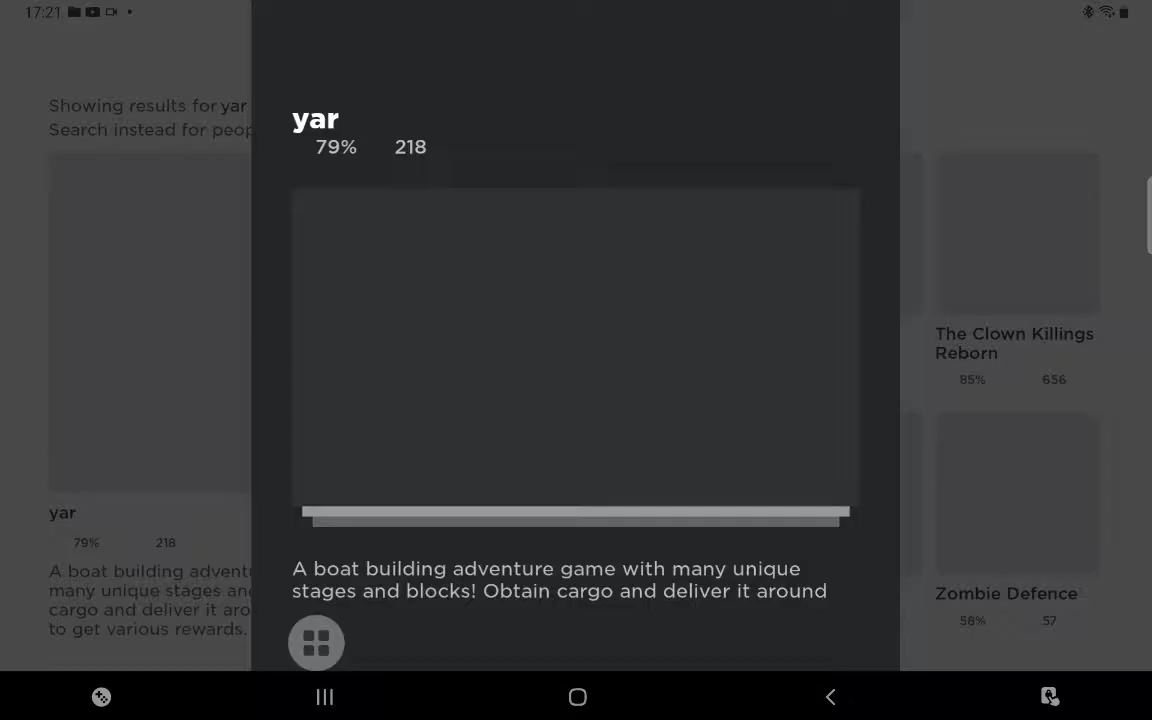 17:21
Showing results for yar
Search instead for peop
yar
79% 218
A boat building adventu
many unique stages an
cargo and deliver it aro
to get various rewards.
yar
79% 218
A boat building adventure game with many unique
stages and blocks! Obtain cargo and deliver it around
The Clown Killings
Reborn
85% 656
Zombie Defence
58% 57